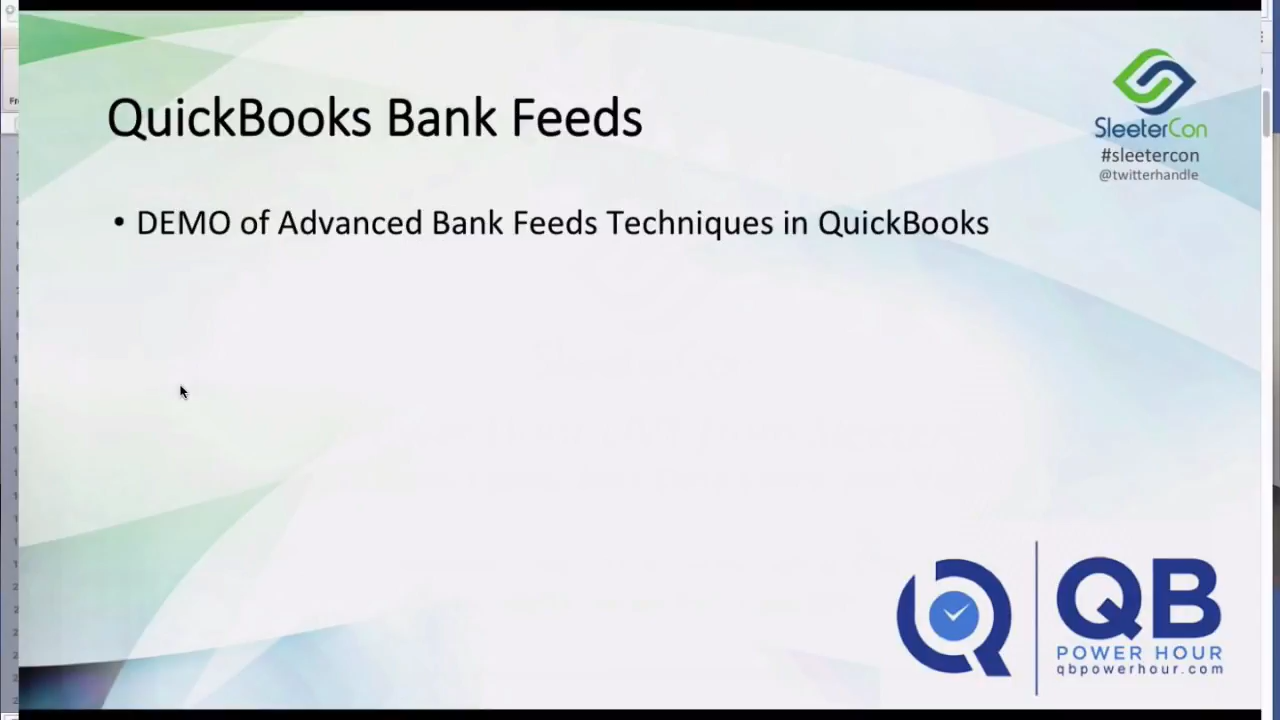 QuickBooks Bank Feeds
SleeterCon
#sleetercon
@twitterhandle
• DEMO of Advanced Bank Feeds Techniques in QuickBooks
QB
POWER HOUR
qbpowerhour.com